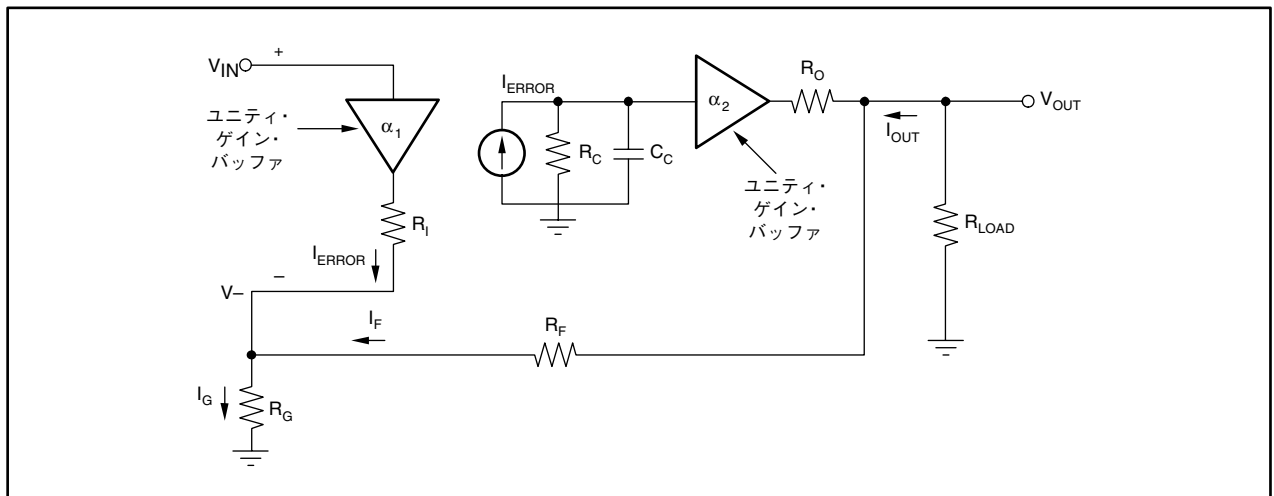 VIN
+
ユニティ・
ゲイン・
バッファ
α1
RI
IERROR
–
V–
IF
RF
IG
RG
IERROR
RC
CC
α2
ユニティ・
ゲイン・
バッファ
RO
IOUT
VOUT
RLOAD